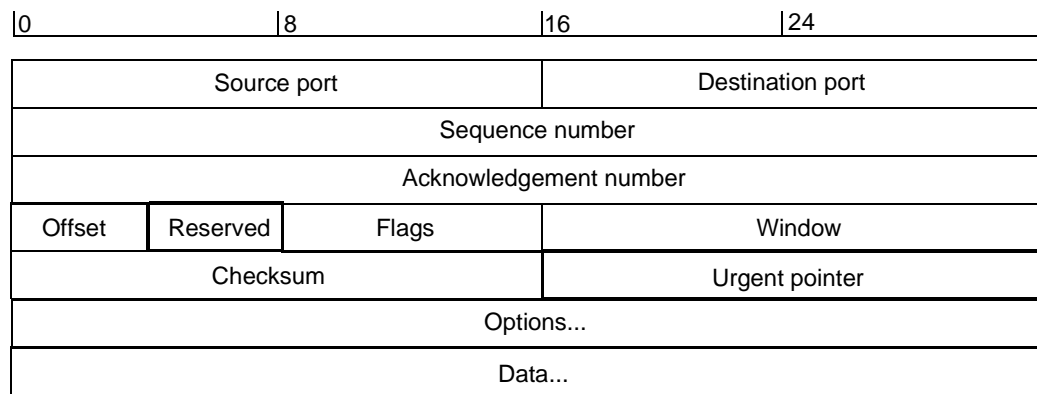 0 8 16 24
Source port Destination port
Sequence number
Acknowledgement number
Offset Reserved Flags Window
Checksum Urgent pointer
Options...
Data...